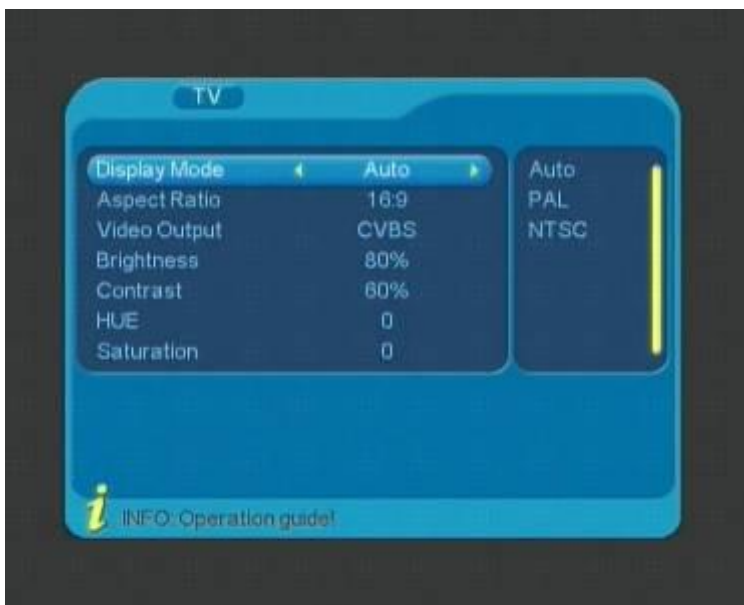 TV
Display Mode Auto Auto
Aspect Ratio 16:9 PAL
Video Output CVBS NTSC
Brightness 80%
Contrast 60%
HUE 0
Saturation 0
i INFO: Operation guide!